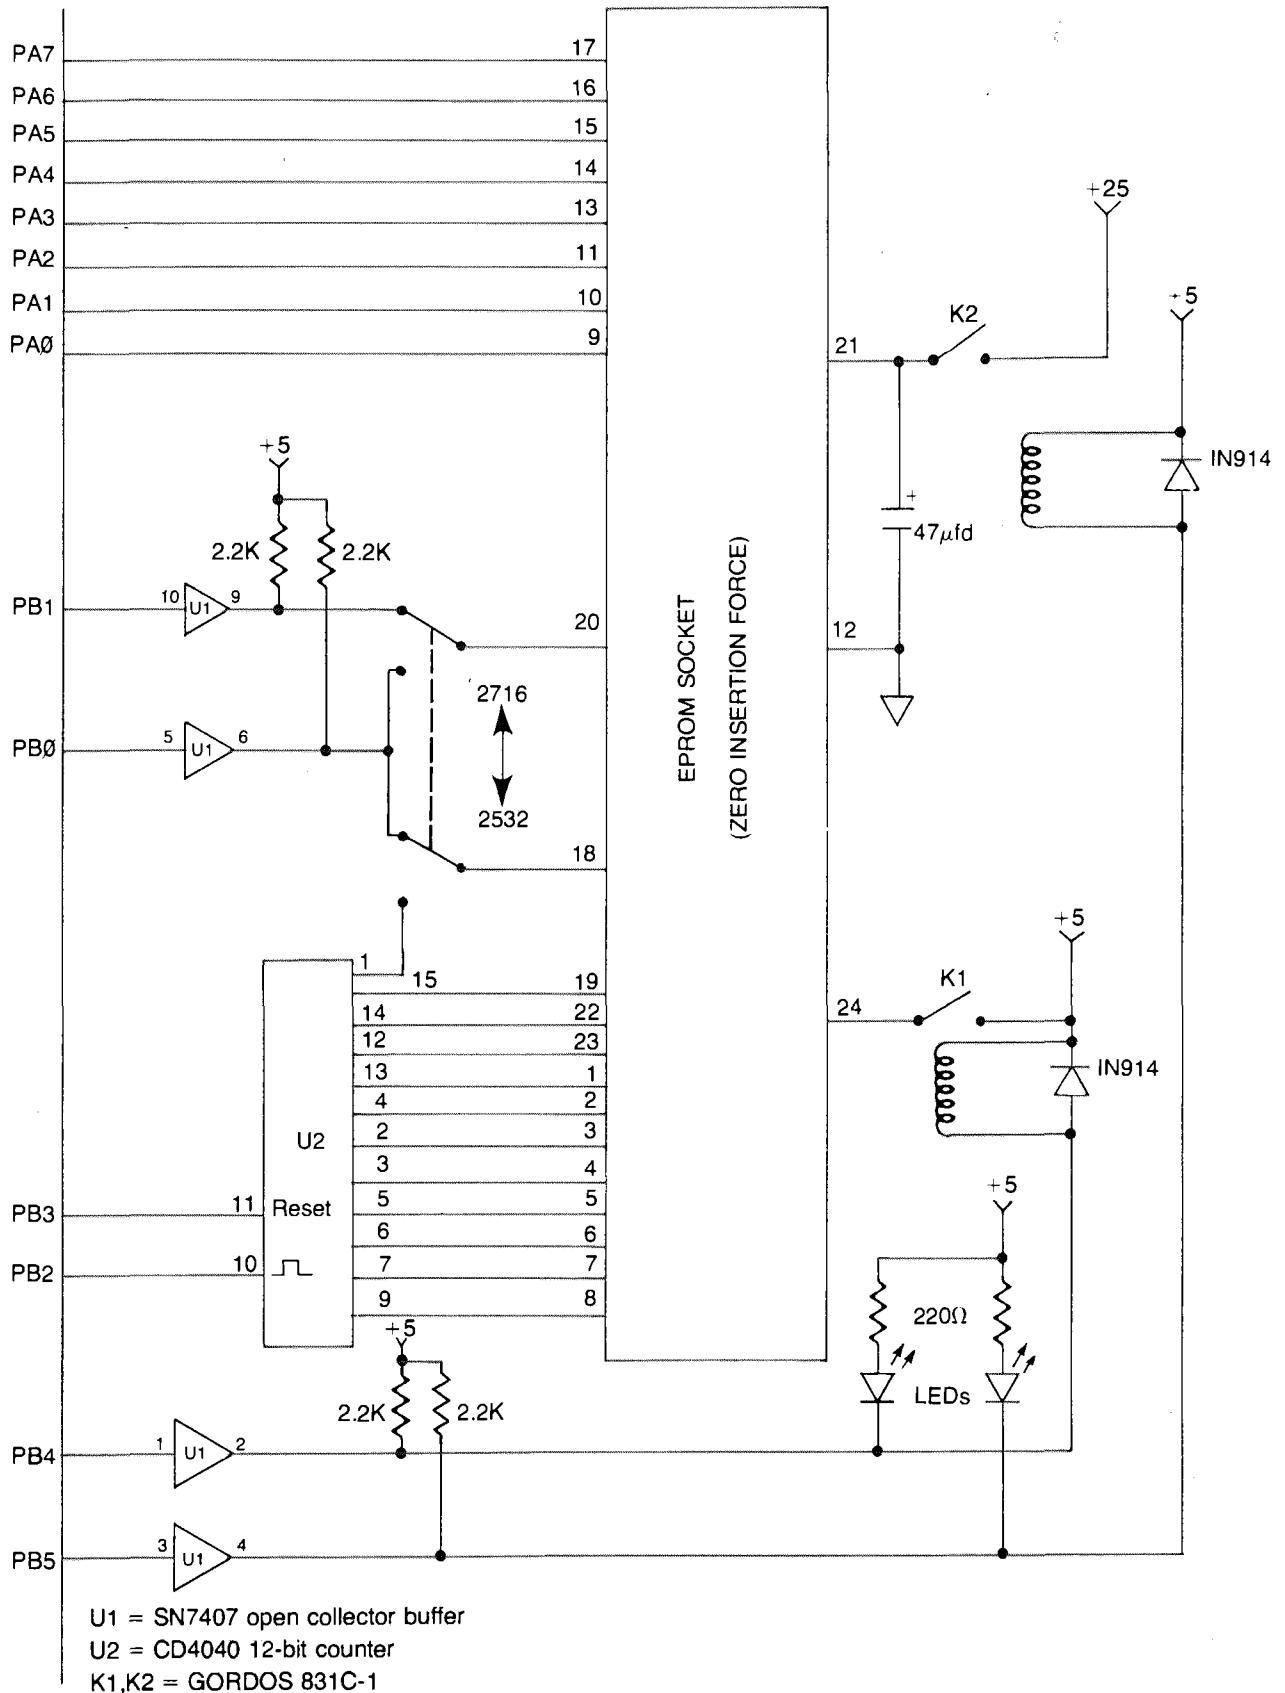 PA7 17
PA6 16
PA5 15
PA4 14
PA3 13
PA2 11
PA1 10
PAØ 9
+25
+5
K2
21
IN914
+
47µfd
+5
2.2K 2.2K
PB1 10 U1 9
20
12
2716
PBØ 5 U1 6
2532
18
EPROM SOCKET
(ZERO INSERTION FORCE)
+5
K1
24
IN914
1
15 19
14 22
12 23
13 1
4 2
2 3
U2
3 4
PB3 11 Reset 5 5
6 6
PB2 10 7 7
9 8
+5
+5
220Ω
LEDs
2.2K 2.2K
PB4 1 U1 2
PB5 3 U1 4
U1 = SN7407 open collector buffer
U2 = CD4040 12-bit counter
K1,K2 = GORDOS 831C-1